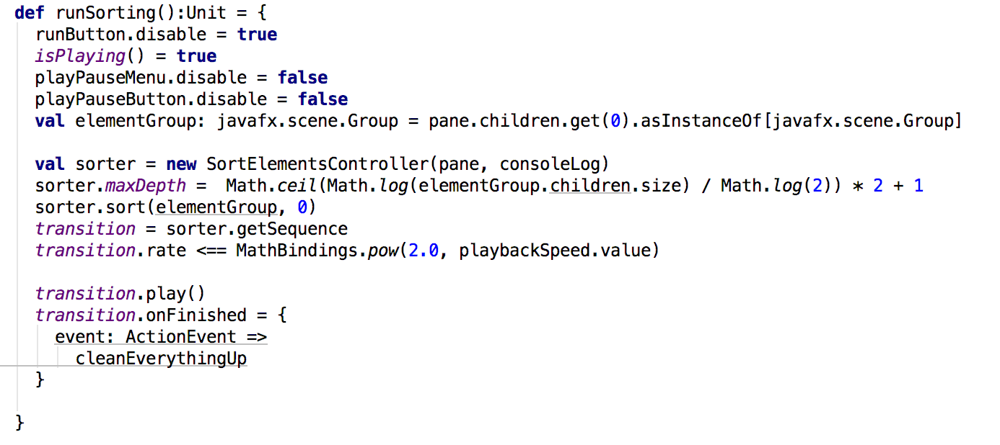 def runSorting():Unit = {
  runButton.disable = true
  isPlaying() = true
  playPauseMenu.disable = false
  playPauseButton.disable = false
  val elementGroup: javafx.scene.Group = pane.children.get(0).asInstanceOf[javafx.scene.Group]
  val sorter = new SortElementsController(pane, consoleLog)
  sorter.maxDepth =  Math.ceil(Math.log(elementGroup.children.size) / Math.log(2)) * 2 + 1
  sorter.sort(elementGroup, 0)
  transition = sorter.getSequence
  transition.rate <== MathBindings.pow(2.0, playbackSpeed.value)
  transition.play()
  transition.onFinished = {
    event: ActionEvent =>
      cleanEverythingUp
  }
}